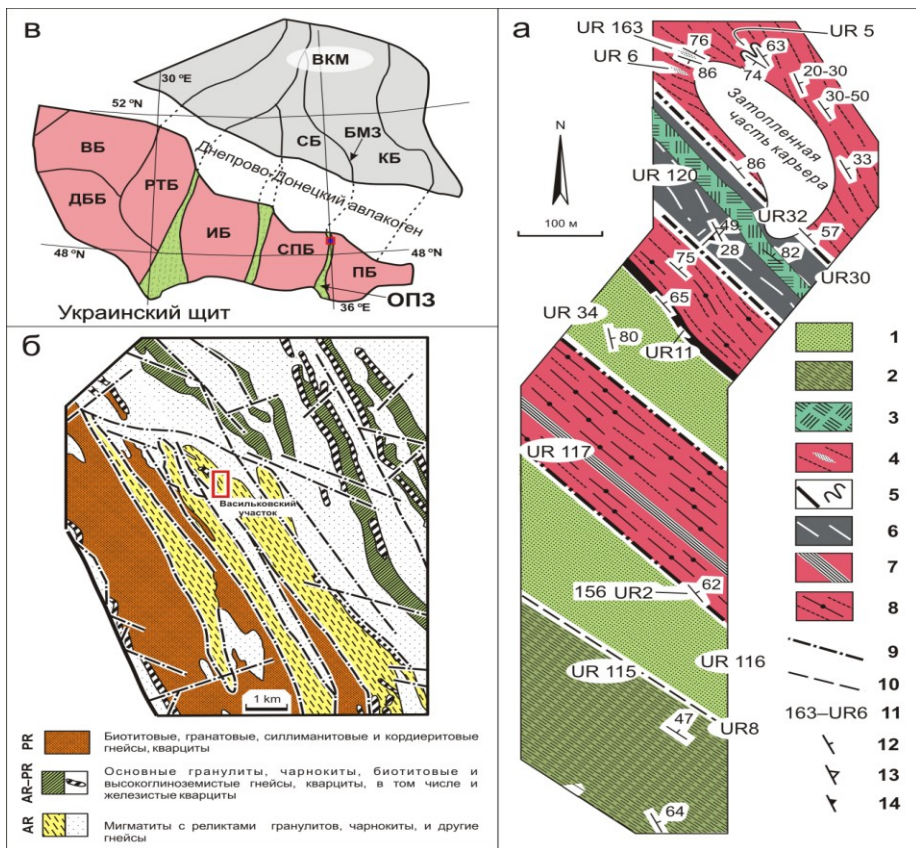 в
30 ºE
ВКМ
52 ºN
СБ
БМЗ
КБ
Днепрово-Донецкий авлакоген
ВБ
ДББ
РТБ
ИБ
СПБ
ПБ
48 ºN
48 ºN
ОПЗ
36 ºE
Украинский щит
б
Васильковский
участок
1 km
PR
Биотитовые, гранатовые, силлиманитовые и кордиеритовые
гнейсы, кварциты
AR–PR
Основные гранулиты, чарнокиты, биотитовые и
высокоглиноземистые гнейсы, кварциты, в том числе и
железистые кварциты
AR
Мигматиты с реликтами гранулитов, чарнокиты, и другие
гнейсы
а
UR 163
UR 5
UR 6
76
63
86
74
20-30
30-50
Затопленная
часть карьера
33
N
100 м
86
UR 120
UR32
49
28
82
57
UR30
75
65
UR 34
80
UR11
UR 117
62
156 UR2
UR 116
UR 115
UR8
47
64
1
2
3
4
5
6
7
8
9
10
163–UR6 11
12
13
14